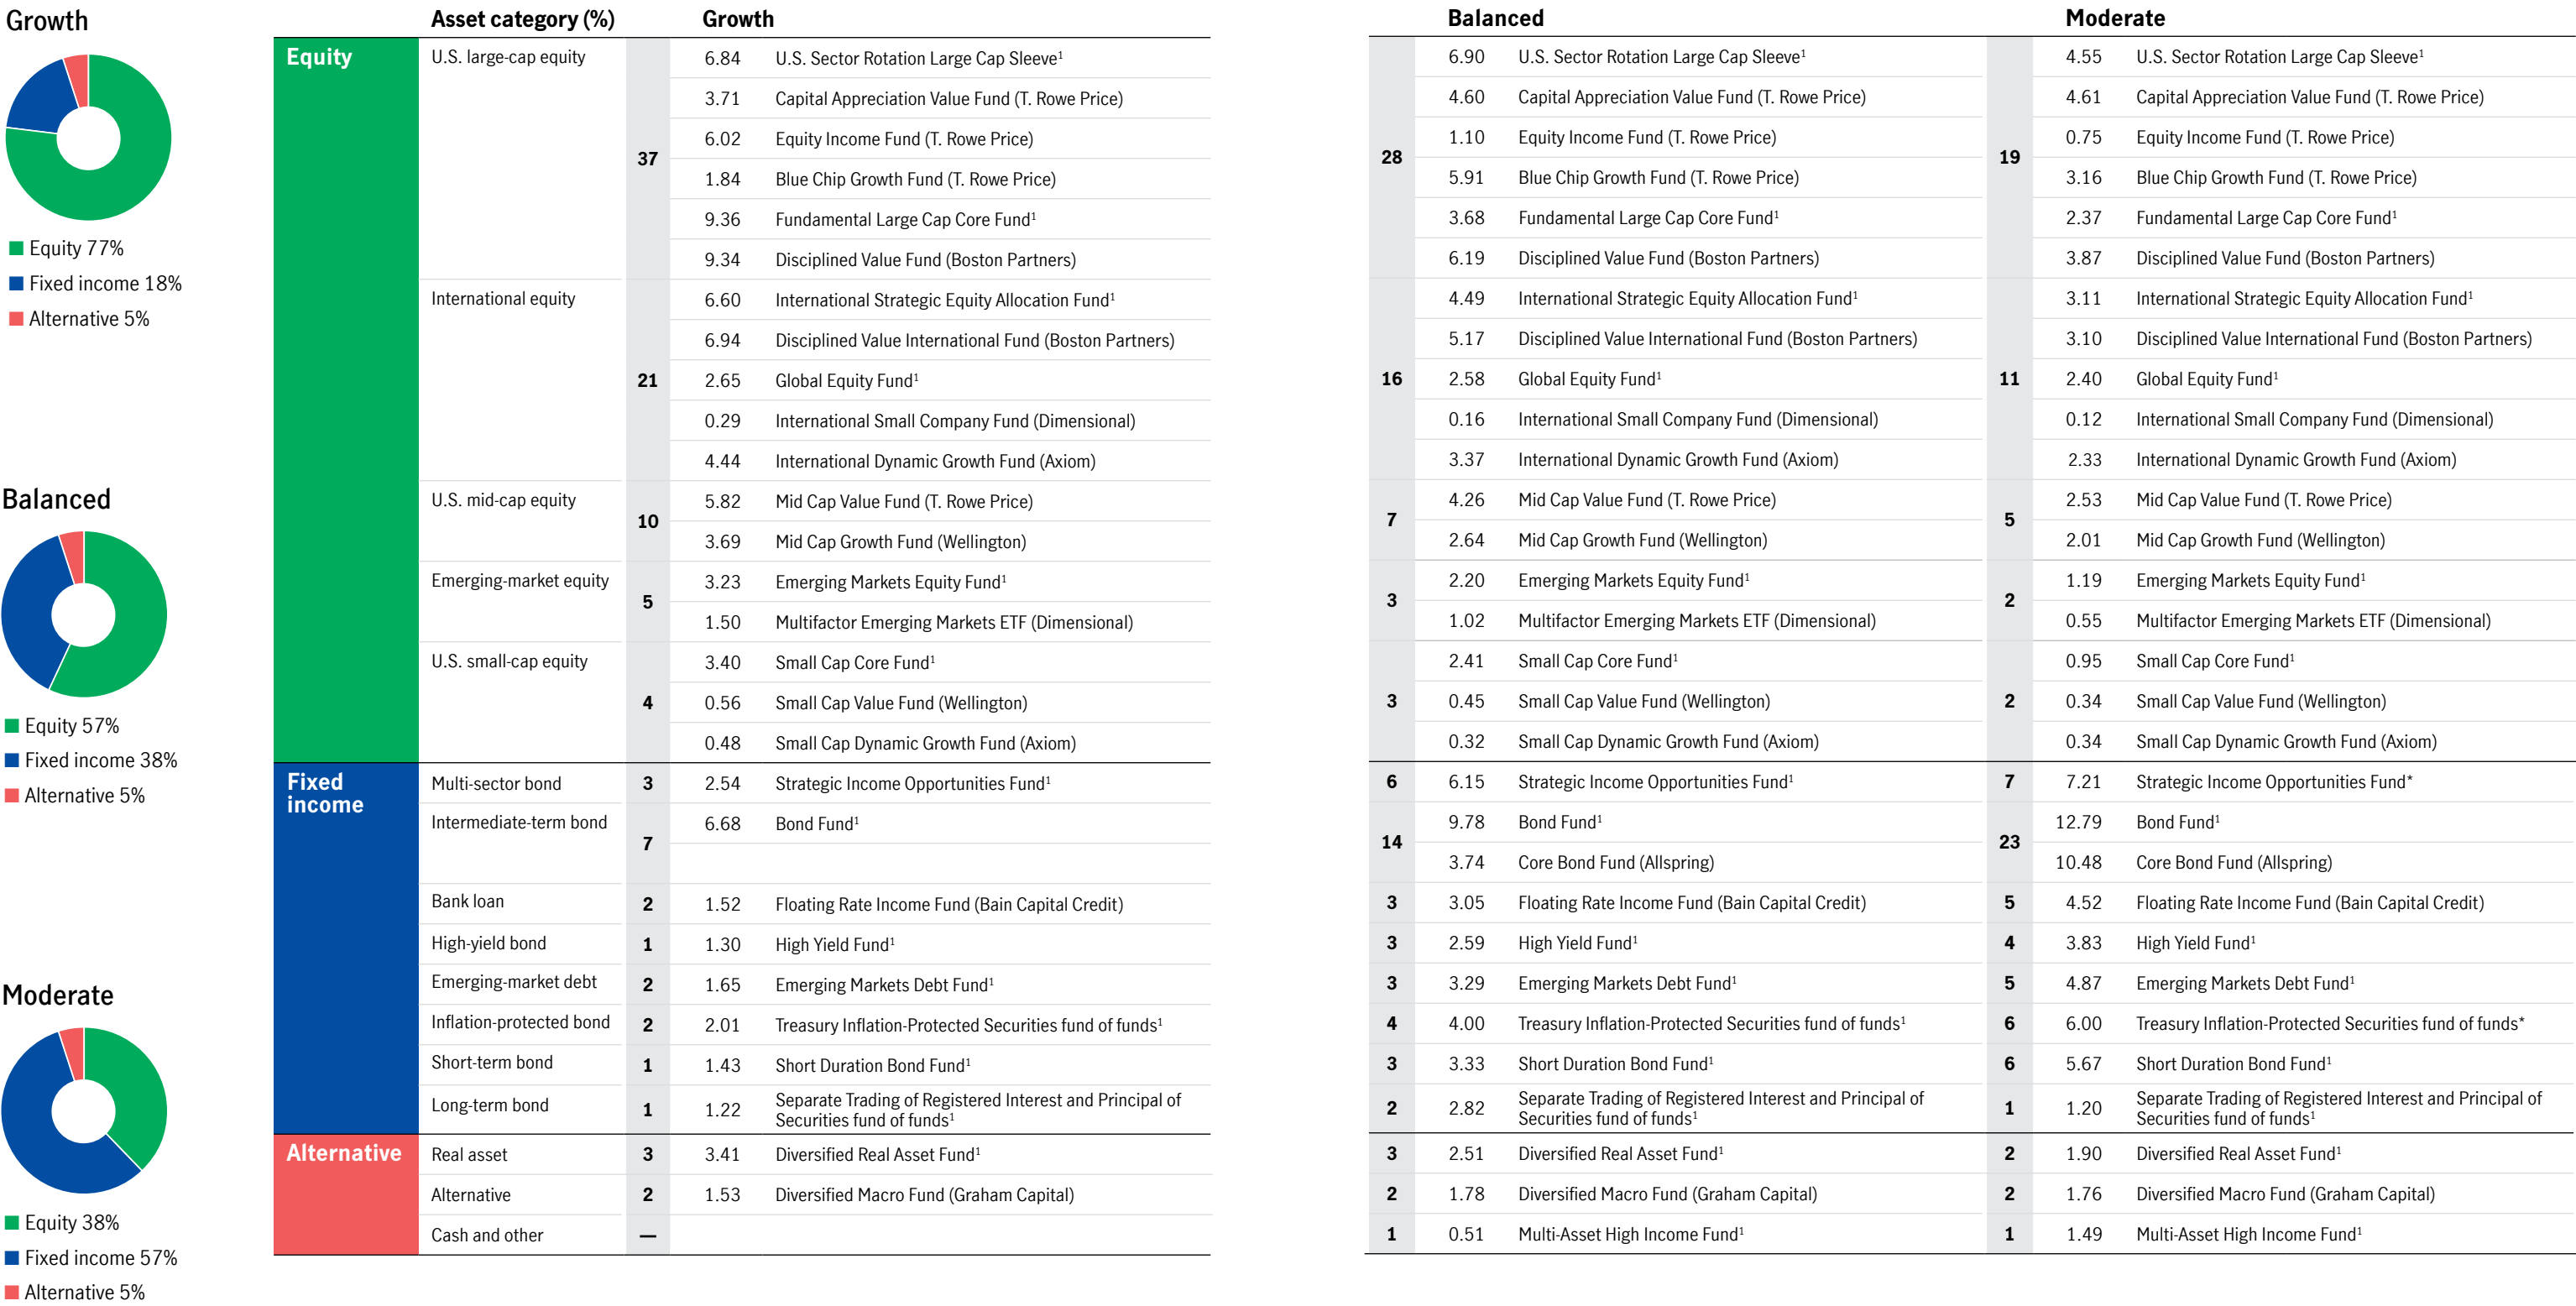 Growth
Equity 77%
Fixed income 18%
Alternative 5%
Balanced
Equity 57%
Fixed income 38%
Alternative 5%
Moderate
Equity 38%
Fixed income 57%
Alternative 5%
Asset category (%) Growth
Equity U.S. large-cap equity 37 6.84 U.S. Sector Rotation Large Cap Sleeve¹
3.71 Capital Appreciation Value Fund (T. Rowe Price)
6.02 Equity Income Fund (T. Rowe Price)
1.84 Blue Chip Growth Fund (T. Rowe Price)
9.36 Fundamental Large Cap Core Fund¹
9.34 Disciplined Value Fund (Boston Partners)
International equity 21 6.60 International Strategic Equity Allocation Fund¹
6.94 Disciplined Value International Fund (Boston Partners)
2.65 Global Equity Fund¹
0.29 International Small Company Fund (Dimensional)
4.44 International Dynamic Growth Fund (Axiom)
U.S. mid-cap equity 10 5.82 Mid Cap Value Fund (T. Rowe Price)
3.69 Mid Cap Growth Fund (Wellington)
Emerging-market equity 5 3.23 Emerging Markets Equity Fund¹
1.50 Multifactor Emerging Markets ETF (Dimensional)
U.S. small-cap equity 4 3.40 Small Cap Core Fund¹
0.56 Small Cap Value Fund (Wellington)
0.48 Small Cap Dynamic Growth Fund (Axiom)
Fixed income Multi-sector bond 3 2.54 Strategic Income Opportunities Fund¹
Intermediate-term bond 7 6.68 Bond Fund¹
Bank loan 2 1.52 Floating Rate Income Fund (Bain Capital Credit)
High-yield bond 1 1.30 High Yield Fund¹
Emerging-market debt 2 1.65 Emerging Markets Debt Fund¹
Inflation-protected bond 2 2.01 Treasury Inflation-Protected Securities fund of funds¹
Short-term bond 1 1.43 Short Duration Bond Fund¹
Long-term bond 1 1.22 Separate Trading of Registered Interest and Principal of
Securities fund of funds¹
Alternative Real asset 3 3.41 Diversified Real Asset Fund¹
Alternative 2 1.53 Diversified Macro Fund (Graham Capital)
Cash and other —
Balanced
28 6.90 U.S. Sector Rotation Large Cap Sleeve¹
4.60 Capital Appreciation Value Fund (T. Rowe Price)
1.10 Equity Income Fund (T. Rowe Price)
5.91 Blue Chip Growth Fund (T. Rowe Price)
3.68 Fundamental Large Cap Core Fund¹
6.19 Disciplined Value Fund (Boston Partners)
16 4.49 International Strategic Equity Allocation Fund¹
5.17 Disciplined Value International Fund (Boston Partners)
2.58 Global Equity Fund¹
0.16 International Small Company Fund (Dimensional)
3.37 International Dynamic Growth Fund (Axiom)
7 4.26 Mid Cap Value Fund (T. Rowe Price)
2.64 Mid Cap Growth Fund (Wellington)
3 2.20 Emerging Markets Equity Fund¹
1.02 Multifactor Emerging Markets ETF (Dimensional)
3 2.41 Small Cap Core Fund¹
0.45 Small Cap Value Fund (Wellington)
0.32 Small Cap Dynamic Growth Fund (Axiom)
6 6.15 Strategic Income Opportunities Fund¹
14 9.78 Bond Fund¹
3.74 Core Bond Fund (Allspring)
3 3.05 Floating Rate Income Fund (Bain Capital Credit)
3 2.59 High Yield Fund¹
3 3.29 Emerging Markets Debt Fund¹
4 4.00 Treasury Inflation-Protected Securities fund of funds¹
3 3.33 Short Duration Bond Fund¹
2 2.82 Separate Trading of Registered Interest and Principal of
Securities fund of funds¹
3 2.51 Diversified Real Asset Fund¹
2 1.78 Diversified Macro Fund (Graham Capital)
1 0.51 Multi-Asset High Income Fund¹
Moderate
19 4.55 U.S. Sector Rotation Large Cap Sleeve¹
4.61 Capital Appreciation Value Fund (T. Rowe Price)
0.75 Equity Income Fund (T. Rowe Price)
3.16 Blue Chip Growth Fund (T. Rowe Price)
2.37 Fundamental Large Cap Core Fund¹
3.87 Disciplined Value Fund (Boston Partners)
11 3.11 International Strategic Equity Allocation Fund¹
3.10 Disciplined Value International Fund (Boston Partners)
2.40 Global Equity Fund¹
0.12 International Small Company Fund (Dimensional)
2.33 International Dynamic Growth Fund (Axiom)
5 2.53 Mid Cap Value Fund (T. Rowe Price)
2.01 Mid Cap Growth Fund (Wellington)
2 1.19 Emerging Markets Equity Fund¹
0.55 Multifactor Emerging Markets ETF (Dimensional)
2 0.95 Small Cap Core Fund¹
0.34 Small Cap Value Fund (Wellington)
0.34 Small Cap Dynamic Growth Fund (Axiom)
7 7.21 Strategic Income Opportunities Fund*
23 12.79 Bond Fund¹
10.48 Core Bond Fund (Allspring)
5 4.52 Floating Rate Income Fund (Bain Capital Credit)
4 3.83 High Yield Fund¹
5 4.87 Emerging Markets Debt Fund¹
6 6.00 Treasury Inflation-Protected Securities fund of funds*
6 5.67 Short Duration Bond Fund¹
1 1.20 Separate Trading of Registered Interest and Principal of
Securities fund of funds¹
2 1.90 Diversified Real Asset Fund¹
2 1.76 Diversified Macro Fund (Graham Capital)
1 1.49 Multi-Asset High Income Fund¹